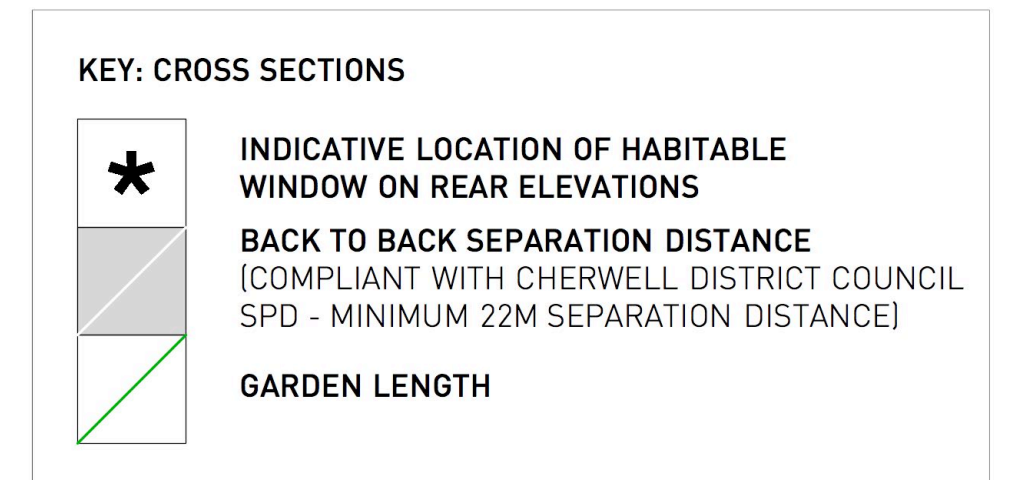 KEY: CROSS SECTIONS
INDICATIVE LOCATION OF HABITABLE
WINDOW ON REAR ELEVATIONS
BACK TO BACK SEPARATION DISTANCE
(COMPLIANT WITH CHERWELL DISTRICT COUNCIL
SPD - MINIMUM 22M SEPARATION DISTANCE)
GARDEN LENGTH